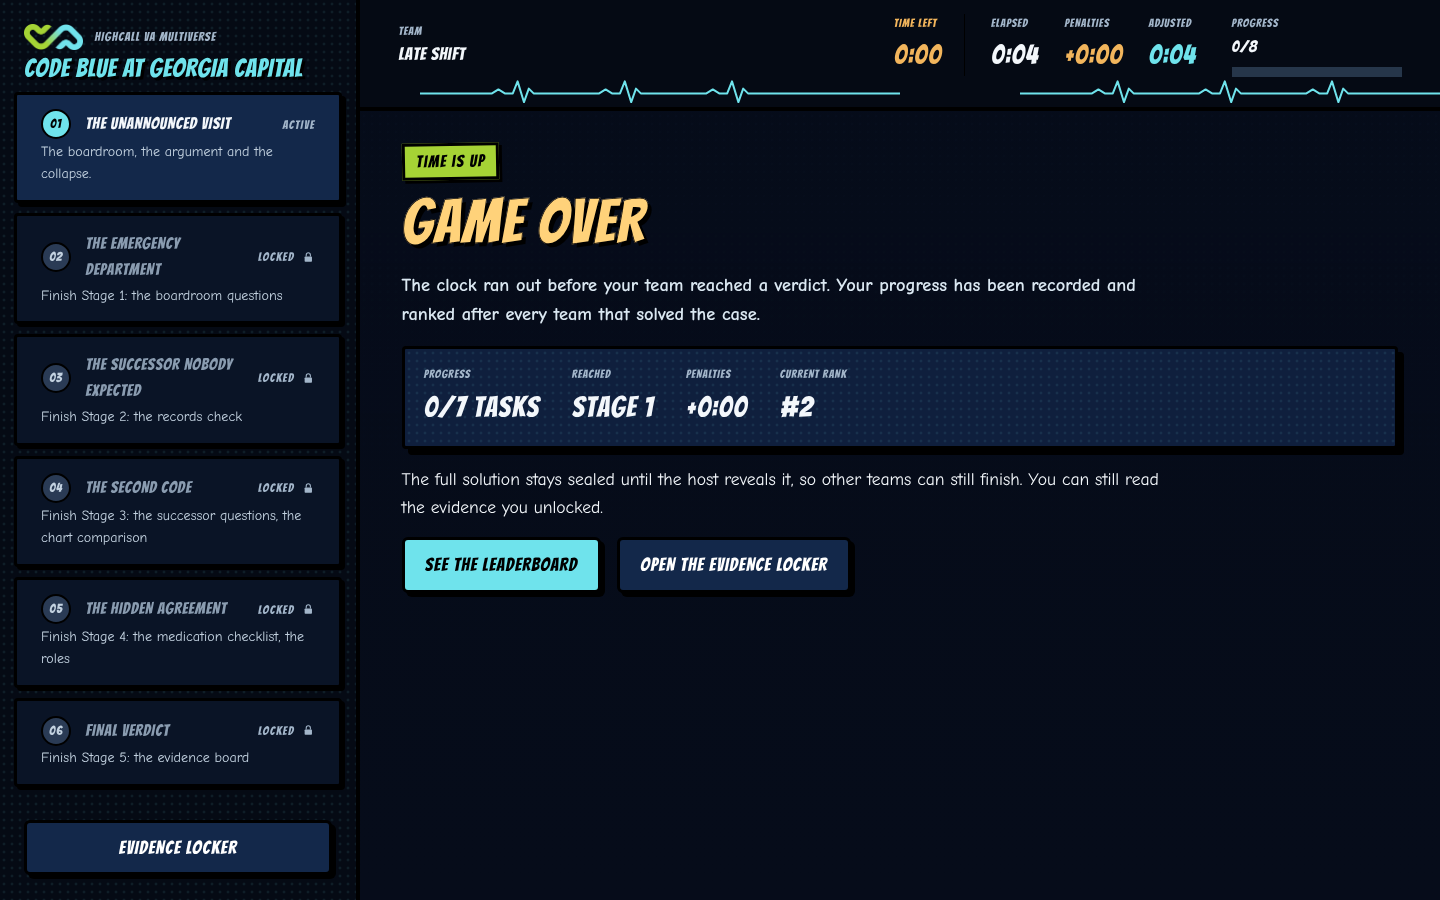 HIGHCALL VA MULTIVERSE
CODE BLUE AT GEORGIA CAPITAL
01 THE UNANNOUNCED VISIT ACTIVE
The boardroom, the argument and the
collapse.
02 THE EMERGENCY
DEPARTMENT LOCKED
Finish Stage 1: the boardroom questions
03 THE SUCCESSOR NOBODY
EXPECTED LOCKED
Finish Stage 2: the records check
04 THE SECOND CODE LOCKED
Finish Stage 3: the successor questions, the
chart comparison
05 THE HIDDEN AGREEMENT LOCKED
Finish Stage 4: the medication checklist, the
roles
06 FINAL VERDICT LOCKED
Finish Stage 5: the evidence board
EVIDENCE LOCKER
TEAM
LATE SHIFT
TIME LEFT
0:00
ELAPSED
0:04
PENALTIES
+0:00
ADJUSTED
0:04
PROGRESS
0/8
TIME IS UP
GAME OVER
The clock ran out before your team reached a verdict. Your progress has been recorded and
ranked after every team that solved the case.
PROGRESS
0/7 TASKS
REACHED
STAGE 1
PENALTIES
+0:00
CURRENT RANK
#2
The full solution stays sealed until the host reveals it, so other teams can still finish. You can still read
the evidence you unlocked.
SEE THE LEADERBOARD
OPEN THE EVIDENCE LOCKER